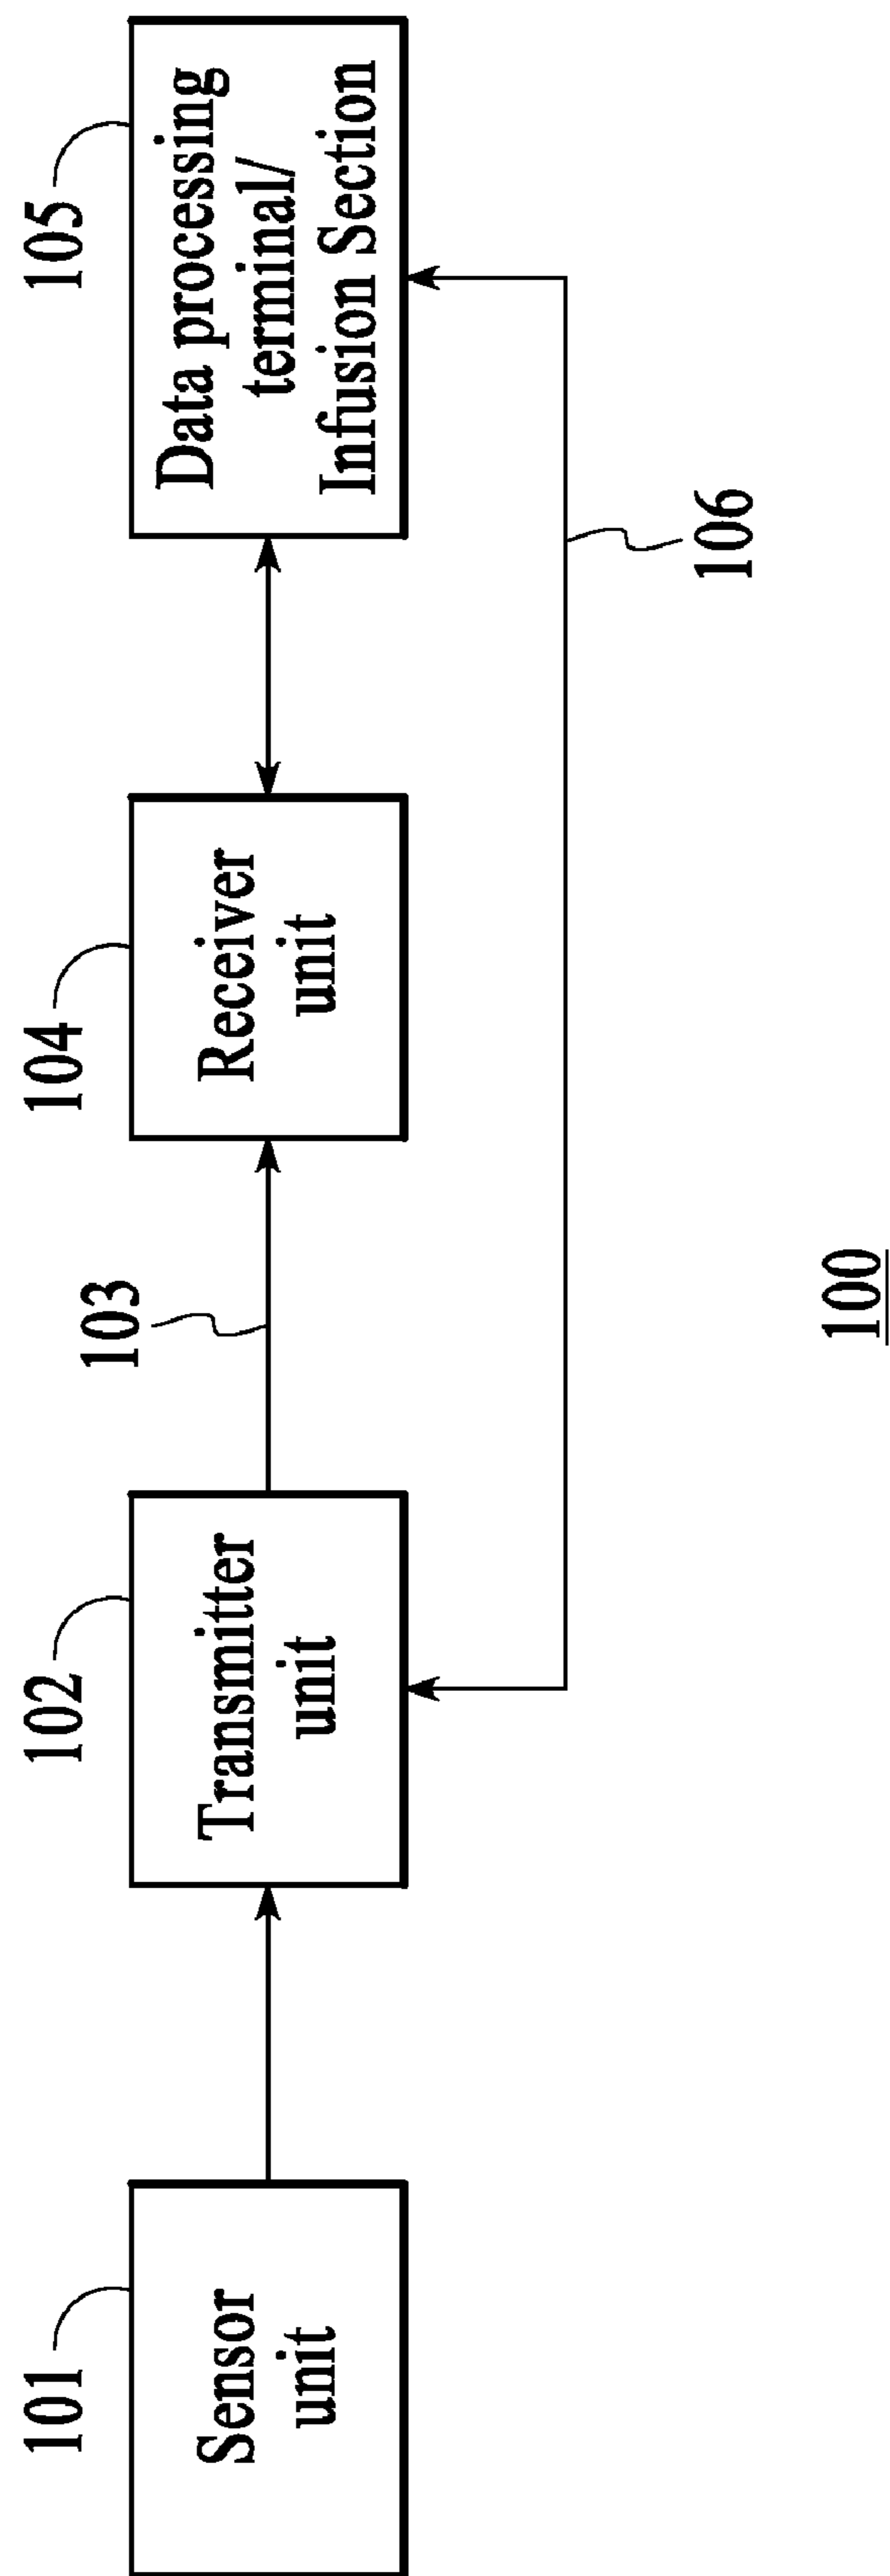 101
Sensor
unit
102
Transmitter
unit
103
104
Receiver
unit
105
Data processing
terminal/
Infusion Section
106
100